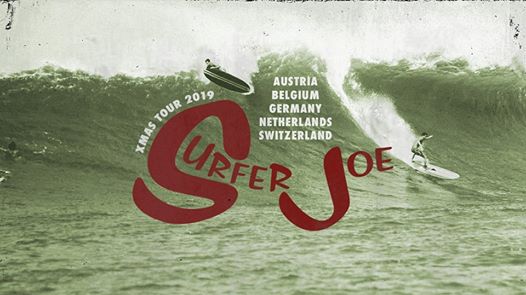 XMAS TOUR 2019
AUSTRIA
BELGIUM
GERMANY
NETHERLANDS
SWITZERLAND
SURFER JOE